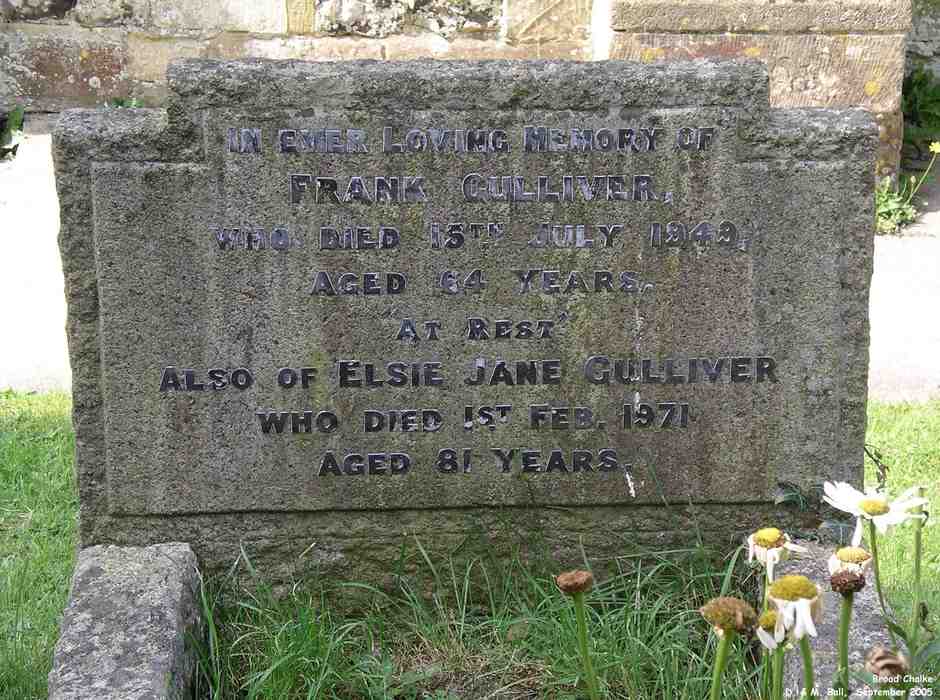 In Ever Loving Memory of
Frank Gulliver,
who died 15th July 1949,
Aged 64 years.
"At Rest"
Also of Elsie Jane Gulliver
who died 1st Feb. 1971
aged 81 years.
Broad Chalke
© I & M Ball, September 2005